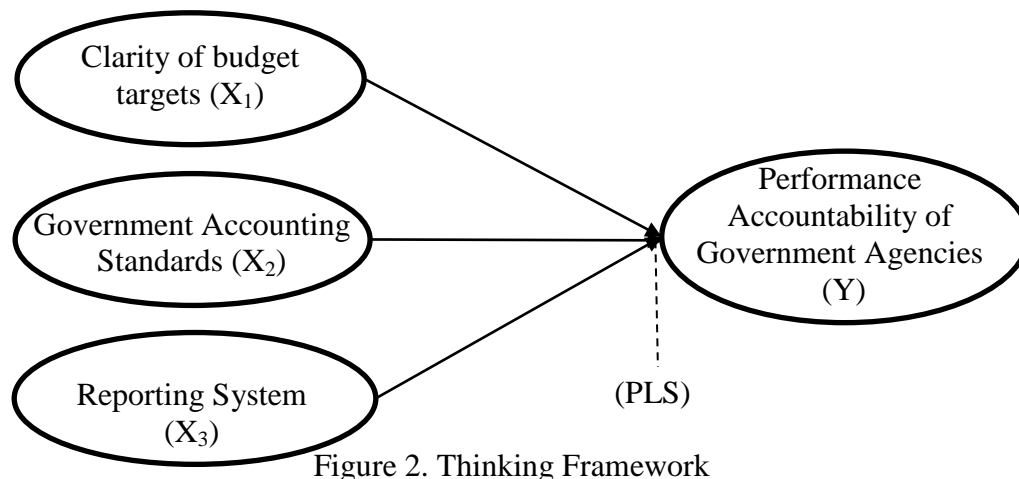 Clarity of budget
targets (X₁)
Government Accounting
Standards (X₂)
Reporting System
(X₃)
Performance
Accountability of
Government Agencies
(Y)
(PLS)
Figure 2. Thinking Framework